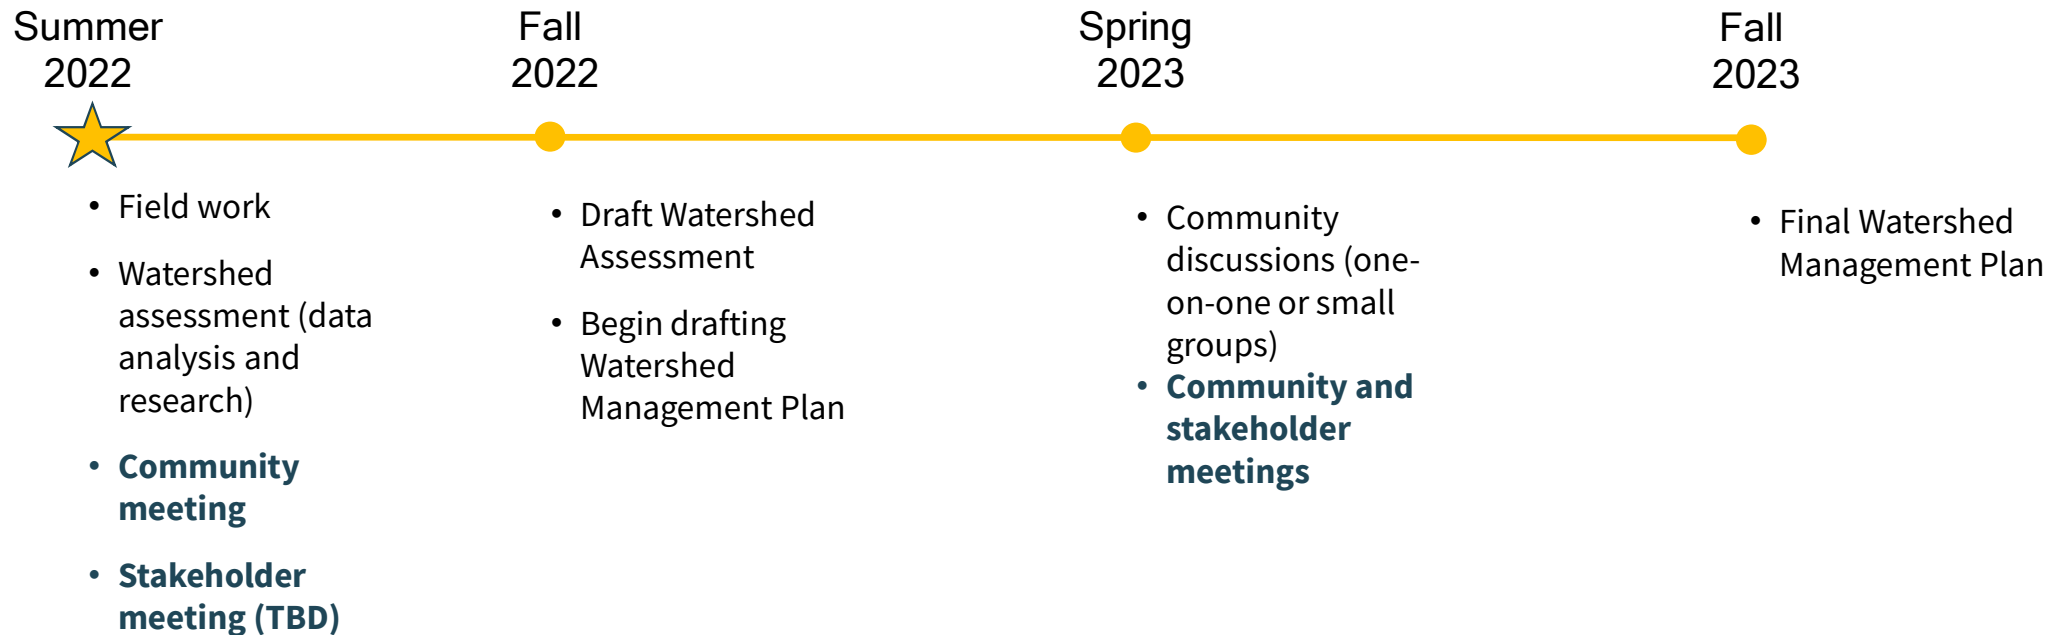 Summer
2022
Fall
2022
Spring
2023
Fall
2023
• Field work
• Watershed
assessment (data
analysis and
research)
• Community
meeting
• Stakeholder
meeting (TBD)
• Draft Watershed
Assessment
• Begin drafting
Watershed
Management Plan
• Community
discussions (one-
on-one or small
groups)
• Community and
stakeholder
meetings
• Final Watershed
Management Plan